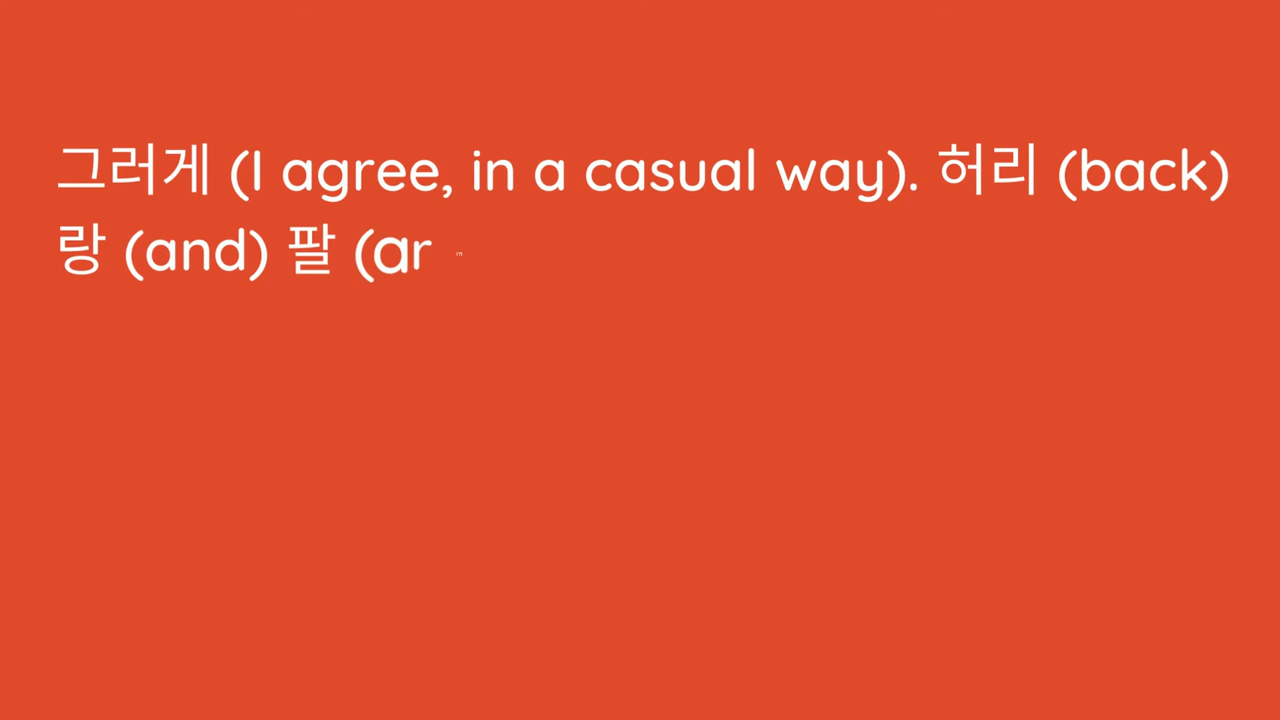 그러게 (I agree, in a casual way). 허리 (back)
랑 (and) 팔 (ar m